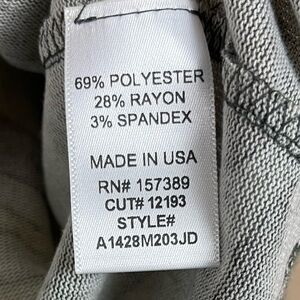 69% POLYESTER
28% RAYON
3% SPANDEX
MADE IN USA
RN# 157389
CUT# 12193
STYLE#
A1428M203JD